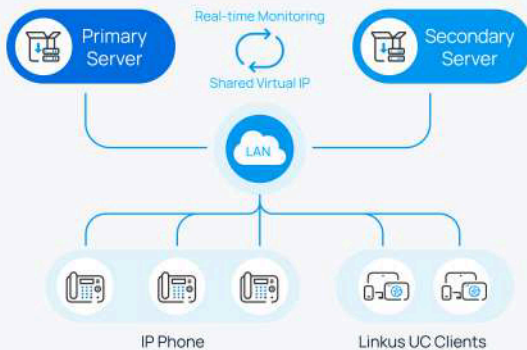 Primary
Server
Real-time Monitoring
Shared Virtual IP
Secondary
Server
LAN
IP Phone
Linkus UC Clients